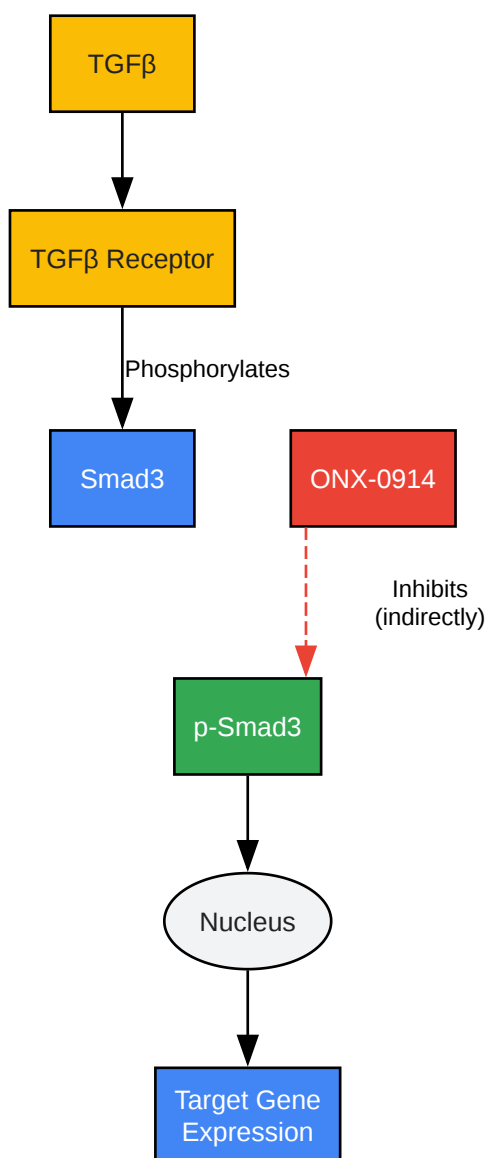 TGFβ
TGFβ Receptor
Phosphorylates
Smad3
ONX-0914
Inhibits
(indirectly)
p-Smad3
Nucleus
Target Gene
Expression